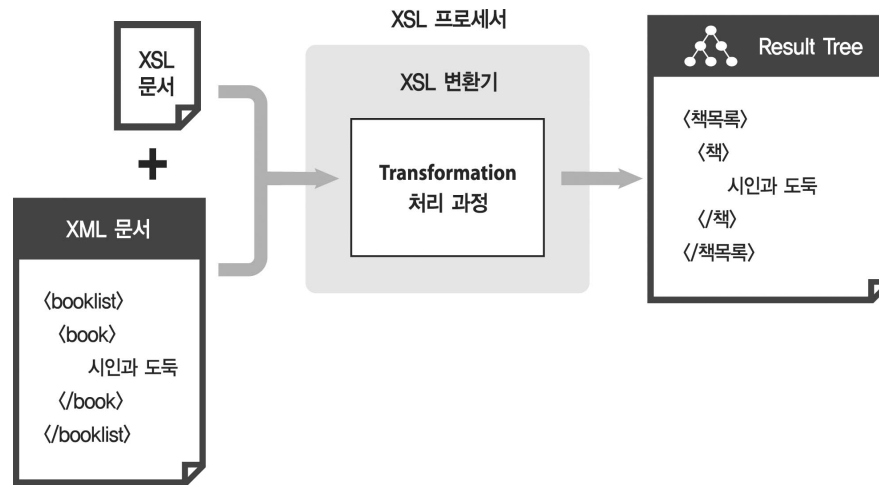 XSL 프로세서
XSL
문서
+
XML 문서
〈booklist〉
〈book〉
시인과 도둑
〈/book〉
〈/booklist〉
XSL 변환기
Transformation
처리 과정
Result Tree
〈책목록〉
〈책〉
시인과 도둑
〈/책〉
〈/책목록〉